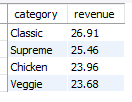 category revenue
Classic 26.91
Supreme 25.46
Chicken 23.96
Veggie 23.68